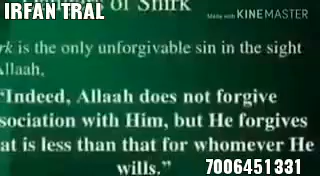 IRFAN TRAL
of Shirk
Made with KINEMASTER
rk is the only unforgivable sin in the sight
Allaah,
“Indeed, Allaah does not forgive
sociation with Him, but He forgives
at is less than that for whomever He
wills.”
7006451331